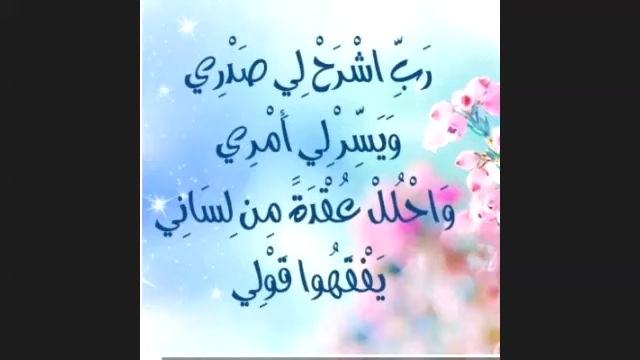 رَبِّ اشْرَحْ لِي صَدْرِي
وَيَسِّرْ لِي أَمْرِي
وَاحْلُلْ عُقْدَةً مِن لِسَانِي
يَفْقَهُوا قَوْلِي